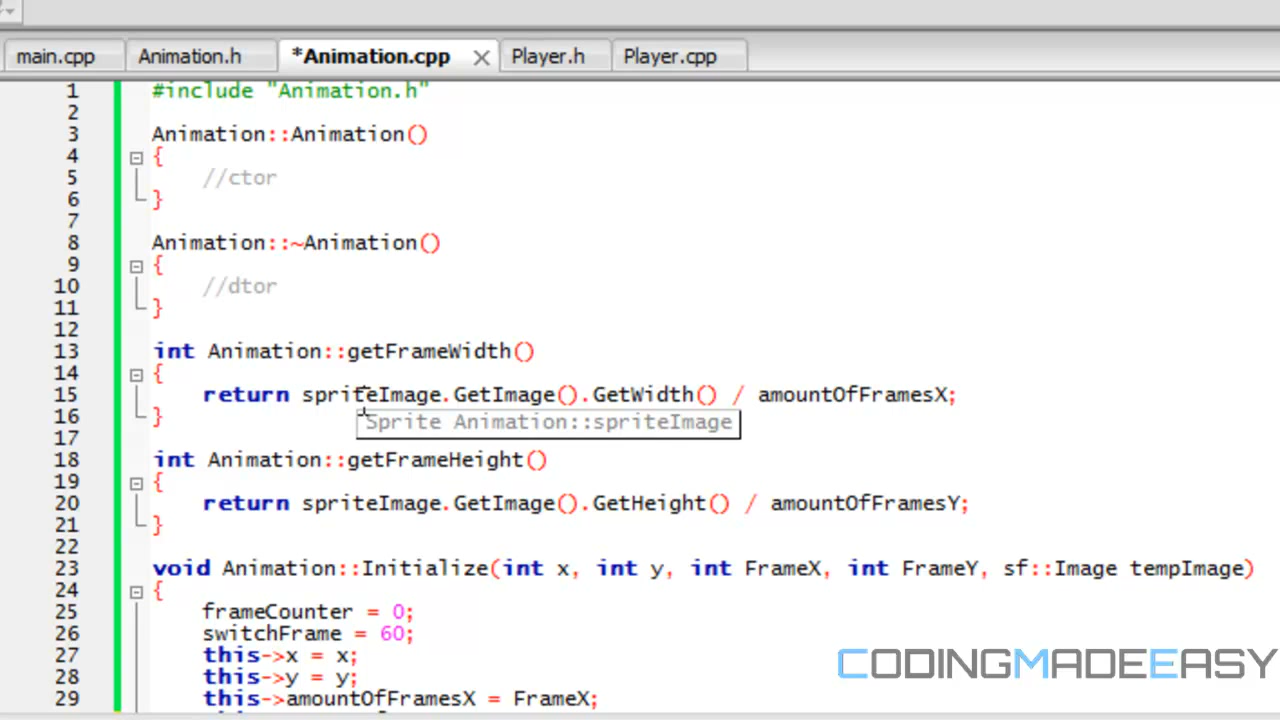 main.cpp Animation.h *Animation.cpp Player.h Player.cpp
1 #include "Animation.h"
2
3 Animation::Animation()
4 {
5 //ctor
6 }
7
8 Animation::~Animation()
9 {
10 //dtor
11 }
12
13 int Animation::getFrameWidth()
14 {
15 return spriteImage.GetImage().GetWidth() / amountOfFramesX;
16 }
Sprite Animation::spriteImage
17
18 int Animation::getFrameHeight()
19 {
20 return spriteImage.GetImage().GetHeight() / amountOfFramesY;
21 }
22
23 void Animation::Initialize(int x, int y, int FrameX, int FrameY, sf::Image tempImage)
24 {
25 frameCounter = 0;
26 switchFrame = 60;
27 this->x = x;
28 this->y = y;
29 this->amountOfFramesX = FrameX;
CODINGMADEEASY